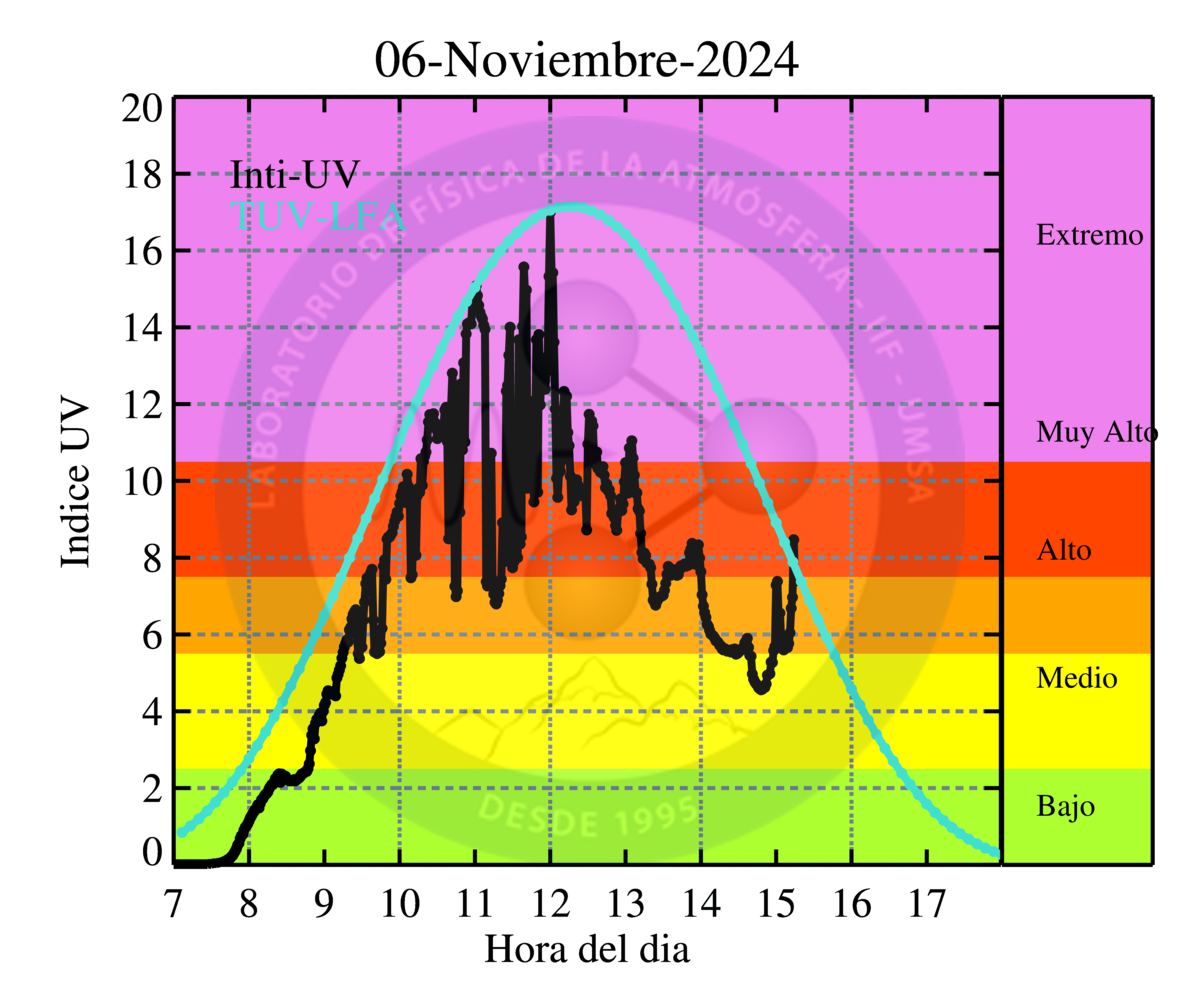 06-Noviembre-2024
Indice UV
20
18
16
14
12
10
8
6
4
2
0
Inti-UV
TUV-LFA
LABORATORIO DE FÍSICA DE LA ATMÓSFERA - IIF - UMSA
DESDE 1995
Extremo
Muy Alto
Alto
Medio
Bajo
7 8 9 10 11 12 13 14 15 16 17
Hora del dia